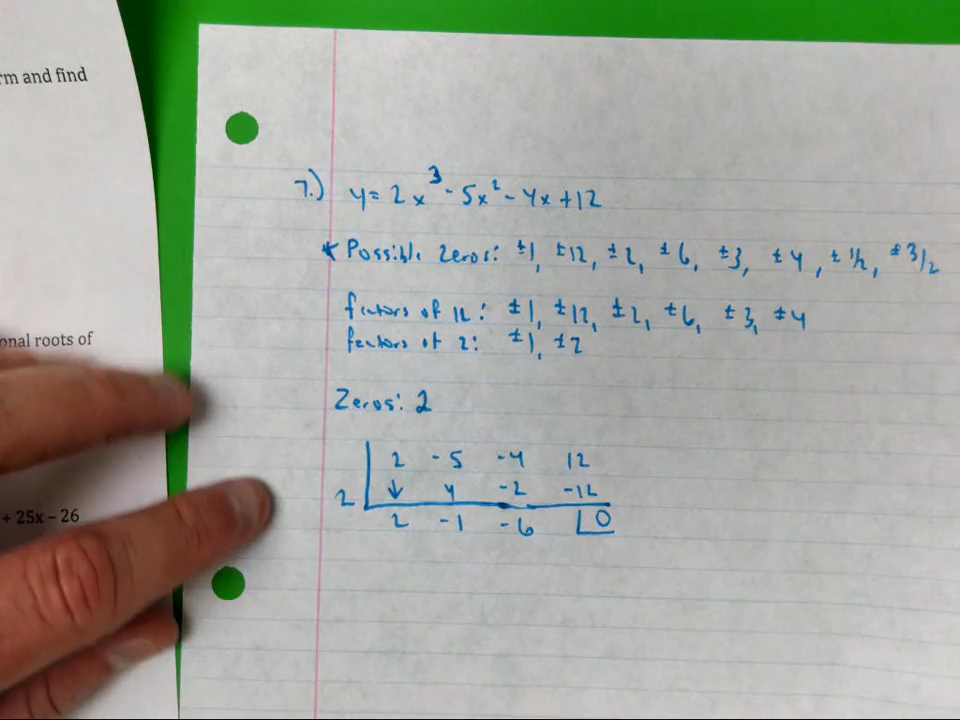 rm and find
onal roots of
+ 25x - 26
7.) y = 2x³ - 5x² - 4x + 12
* Possible Zeros: ±1, ±12, ±2, ±6, ±3, ±4, ±1/2, ±3/2
factors of 12: ±1, ±12, ±2, ±6, ±3, ±4
factors of 2: ±1, ±2
Zeros: 2
2 -5 -4 12
2 ↓ 4 -2 -12
2 -1 -6 0